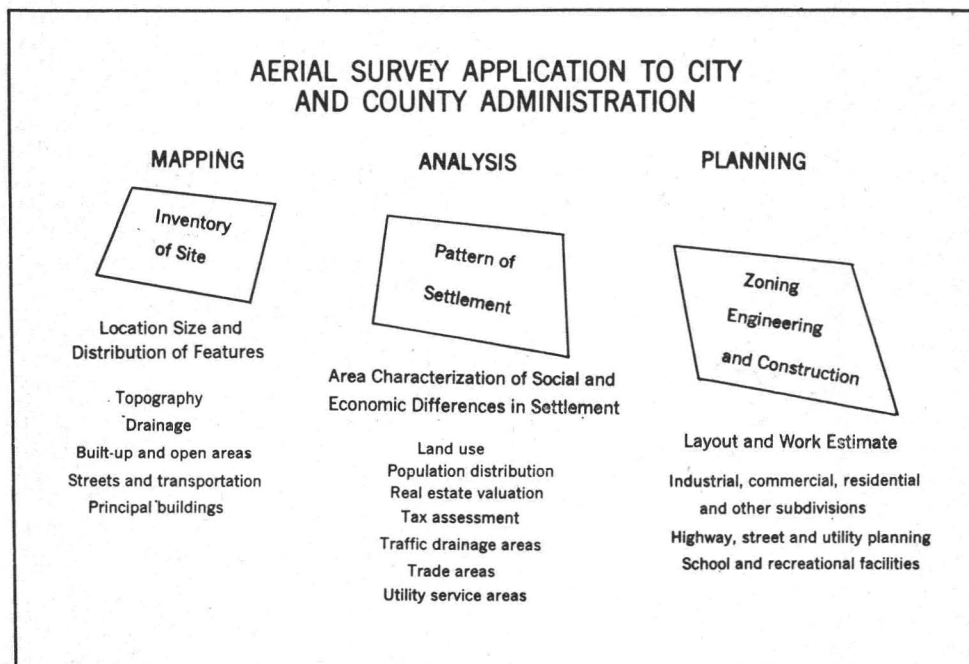 AERIAL SURVEY APPLICATION TO CITY
AND COUNTY ADMINISTRATION
MAPPING
Inventory
of Site
Location Size and
Distribution of Features
Topography
Drainage
Built-up and open areas
Streets and transportation
Principal buildings
ANALYSIS
Pattern of
Settlement
Area Characterization of Social and
Economic Differences in Settlement
Land use
Population distribution
Real estate valuation
Tax assessment
Traffic drainage areas
Trade areas
Utility service areas
PLANNING
Zoning
Engineering
and Construction
Layout and Work Estimate
Industrial, commercial, residential
and other subdivisions
Highway, street and utility planning
School and recreational facilities